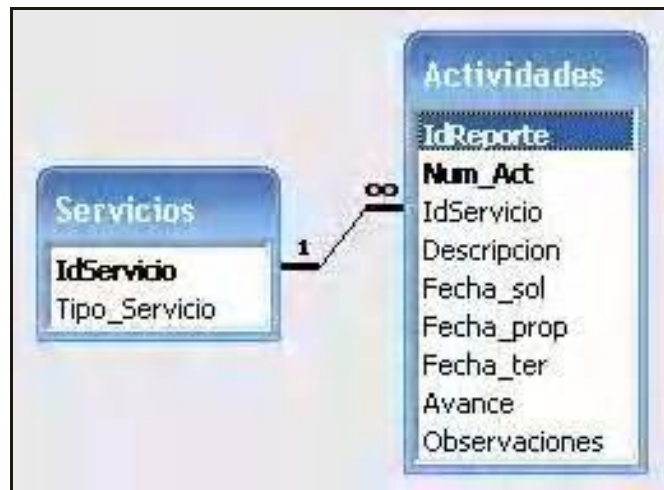 Servicios
IdServicio
Tipo_Servicio
1
∞
Actividades
IdReporte
Num_Act
IdServicio
Descripcion
Fecha_sol
Fecha_prop
Fecha_ter
Avance
Observaciones